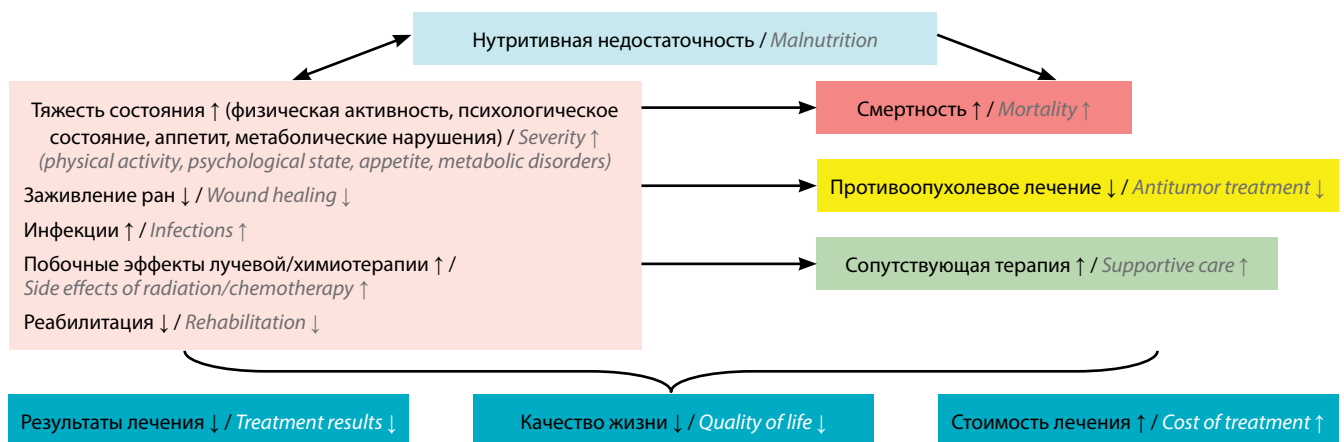 Нутритивная недостаточность / Malnutrition
Тяжесть состояния ↑ (физическая активность, психологическое
состояние, аппетит, метаболические нарушения) / Severity ↑
(physical activity, psychological state, appetite, metabolic disorders)
Заживление ран ↓ / Wound healing ↓
Инфекции ↑ / Infections ↑
Побочные эффекты лучевой/химиотерапии ↑ /
Side effects of radiation/chemotherapy ↑
Реабилитация ↓ / Rehabilitation ↓
Смертность ↑ / Mortality ↑
Противоопухолевое лечение ↓ / Antitumor treatment ↓
Сопутствующая терапия ↑ / Supportive care ↑
Результаты лечения ↓ / Treatment results ↓
Качество жизни ↓ / Quality of life ↓
Стоимость лечения ↑ / Cost of treatment ↑